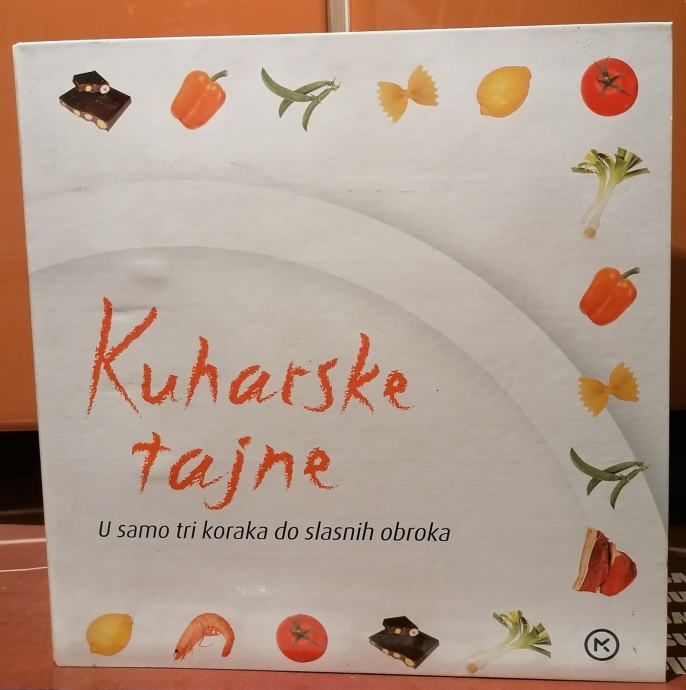 Kuharske
tajne
U samo tri koraka do slasnih obroka